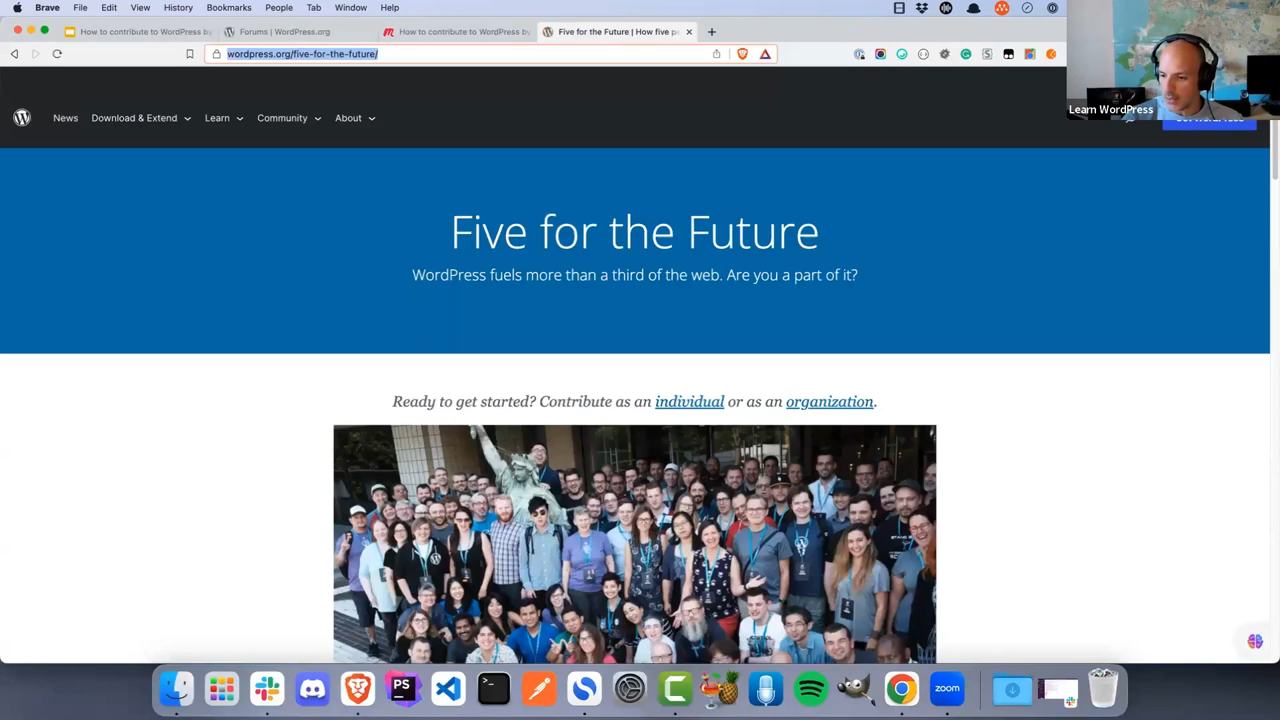 Brave File Edit View History Bookmarks People Tab Window Help
How to contribute to WordPress by
Forums | WordPress.org
How to contribute to WordPress by
Five for the Future | How five p
wordpress.org/five-for-the-future/
Learn WordPress
News Download & Extend Learn Community About
Five for the Future
WordPress fuels more than a third of the web. Are you a part of it?
Ready to get started? Contribute as an individual or as an organization.
PS
zoom